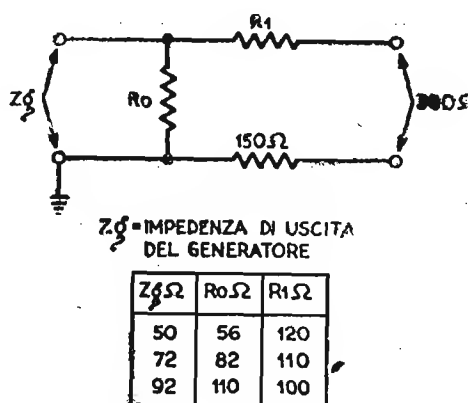 R1
Zg
Ro
150Ω
Zg=IMPEDENZA DI USCITA
DEL GENERATORE
ZgΩ RoΩ R1Ω
50 56 120
72 82 110
92 110 100